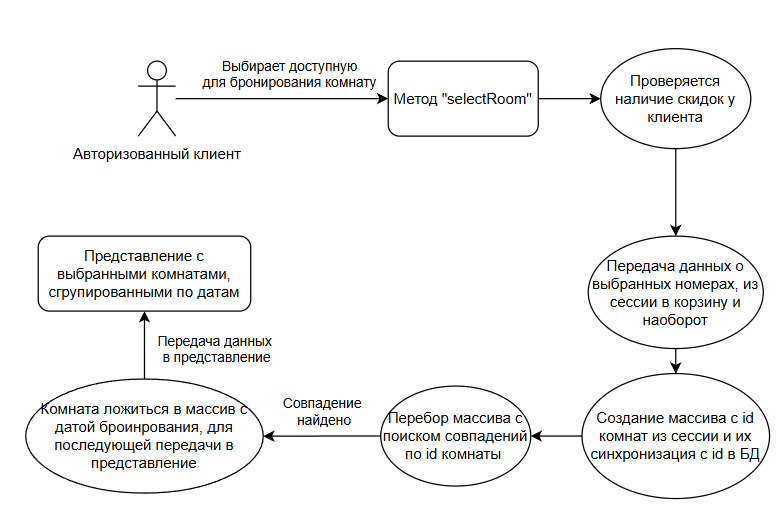 Выбирает доступную
для бронирования комнату
Авторизованный клиент
Метод "selectRoom"
Проверяется
наличие скидок у
клиента
Передача данных о
выбранных номерах, из
сессии в корзину и
наоборот
Создание массива с id
комнат из сессии и их
синхронизация с id в БД
Перебор массива с
поиском совпадений
по id комнаты
Совпадение
найдено
Комната ложиться в массив с
датой броинрования, для
последующей передачи в
представление
Передача данных
в представление
Представление с
выбранными комнатами,
сгрупированными по датам